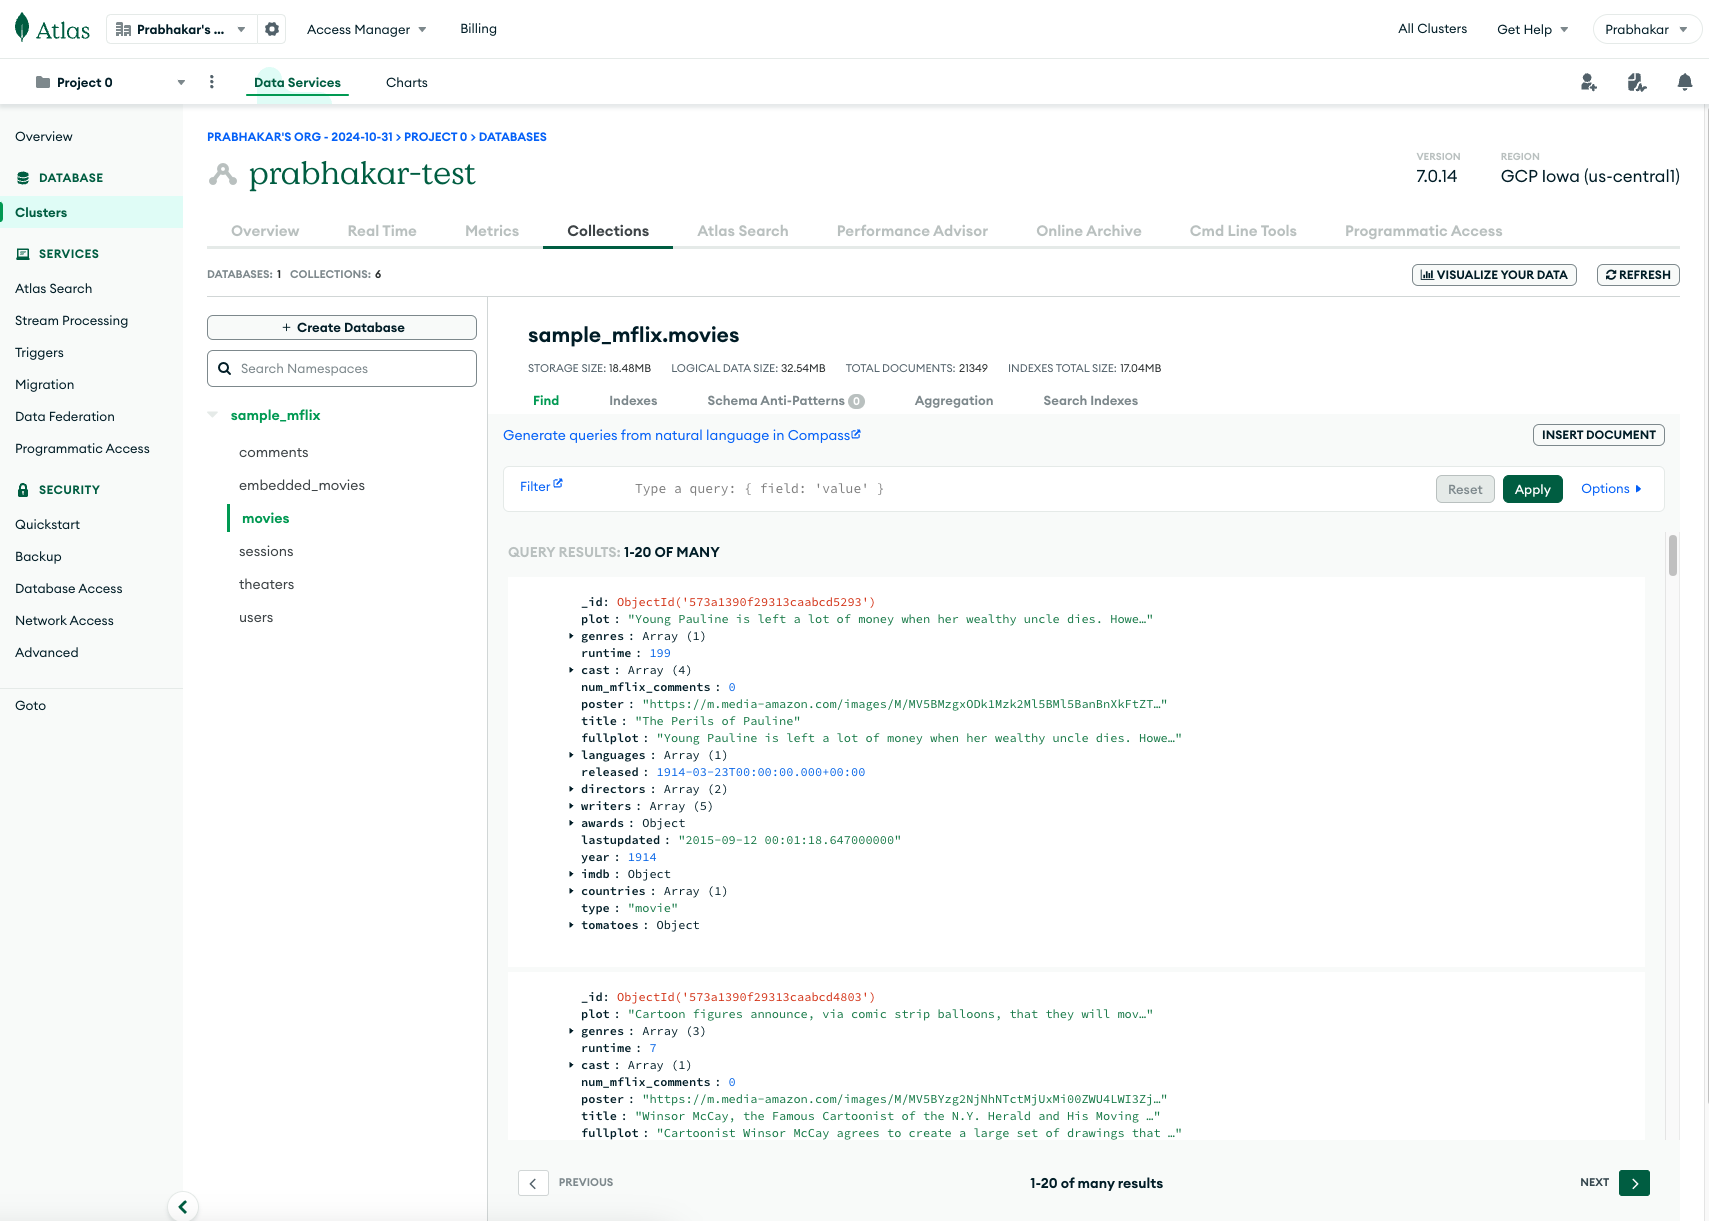 Atlas
Prabhakar's ...
Access Manager
Billing
All Clusters
Get Help
Prabhakar
Project 0
Data Services
Charts
Overview
DATABASE
Clusters
SERVICES
Atlas Search
Stream Processing
Triggers
Migration
Data Federation
Programmatic Access
SECURITY
Quickstart
Backup
Database Access
Network Access
Advanced
Goto
PRABHAKAR'S ORG - 2024-10-31 > PROJECT 0 > DATABASES
prabhakar-test
VERSION
7.0.14
REGION
GCP Iowa (us-central1)
Overview
Real Time
Metrics
Collections
Atlas Search
Performance Advisor
Online Archive
Cmd Line Tools
Programmatic Access
DATABASES: 1 COLLECTIONS: 6
VISUALIZE YOUR DATA
REFRESH
+ Create Database
Search Namespaces
sample_mflix
comments
embedded_movies
movies
sessions
theaters
users
sample_mflix.movies
STORAGE SIZE: 18.48MB LOGICAL DATA SIZE: 32.54MB TOTAL DOCUMENTS: 21349 INDEXES TOTAL SIZE: 17.04MB
Find
Indexes
Schema Anti-Patterns 0
Aggregation
Search Indexes
Generate queries from natural language in Compass
INSERT DOCUMENT
Filter
Type a query: { field: 'value' }
Reset
Apply
Options
QUERY RESULTS: 1-20 OF MANY
_id: ObjectId('573a1390f29313caabcd5293')
plot : "Young Pauline is left a lot of money when her wealthy uncle dies. Howe…"
genres : Array (1)
runtime : 199
cast : Array (4)
num_mflix_comments : 0
poster : "https://m.media-amazon.com/images/M/MV5BMzgxODk1Mzk2Ml5BMl5BanBnXkFtZT…"
title : "The Perils of Pauline"
fullplot : "Young Pauline is left a lot of money when her wealthy uncle dies. Howe…"
languages : Array (1)
released : 1914-03-23T00:00:00.000+00:00
directors : Array (2)
writers : Array (5)
awards : Object
lastupdated : "2015-09-12 00:01:18.647000000"
year : 1914
imdb : Object
countries : Array (1)
type : "movie"
tomatoes : Object
_id: ObjectId('573a1390f29313caabcd4803')
plot : "Cartoon figures announce, via comic strip balloons, that they will mov…"
genres : Array (3)
runtime : 7
cast : Array (1)
num_mflix_comments : 0
poster : "https://m.media-amazon.com/images/M/MV5BYzg2NjNhNTctMjUxMi00ZWU4LWI3Zj…"
title : "Winsor McCay, the Famous Cartoonist of the N.Y. Herald and His Moving …"
fullplot : "Cartoonist Winsor McCay agrees to create a large set of drawings that …"
PREVIOUS
1-20 of many results
NEXT